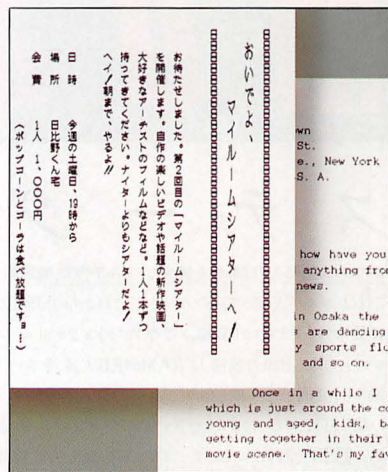 おいでよ、
マイルームシアターへ！
お待たせしました。第2回目の「マイルームシアター」
を開催します。自作の楽しいビデオや話題の新作映画
大好きなアーチストのフィルムなどなど。1人1本ずつ
持ってきてください。ナイターよりもシアターだよ！
ヘイ！朝まで、やるよ!!
日 時 今週の土曜日、19時から
場 所 日比野くん宅
会 費 1人 1,000円
(ポップコーンとコーラは食べ放題です…)
own
St.
e., New York
S. A.
how have you
anything from
news.
in Osaka the
s are dancing
y sports flu
and so on.
Once in a while I
which is just around the co
young and aged, kids, ba
getting together in their
movie scene. That's my fav